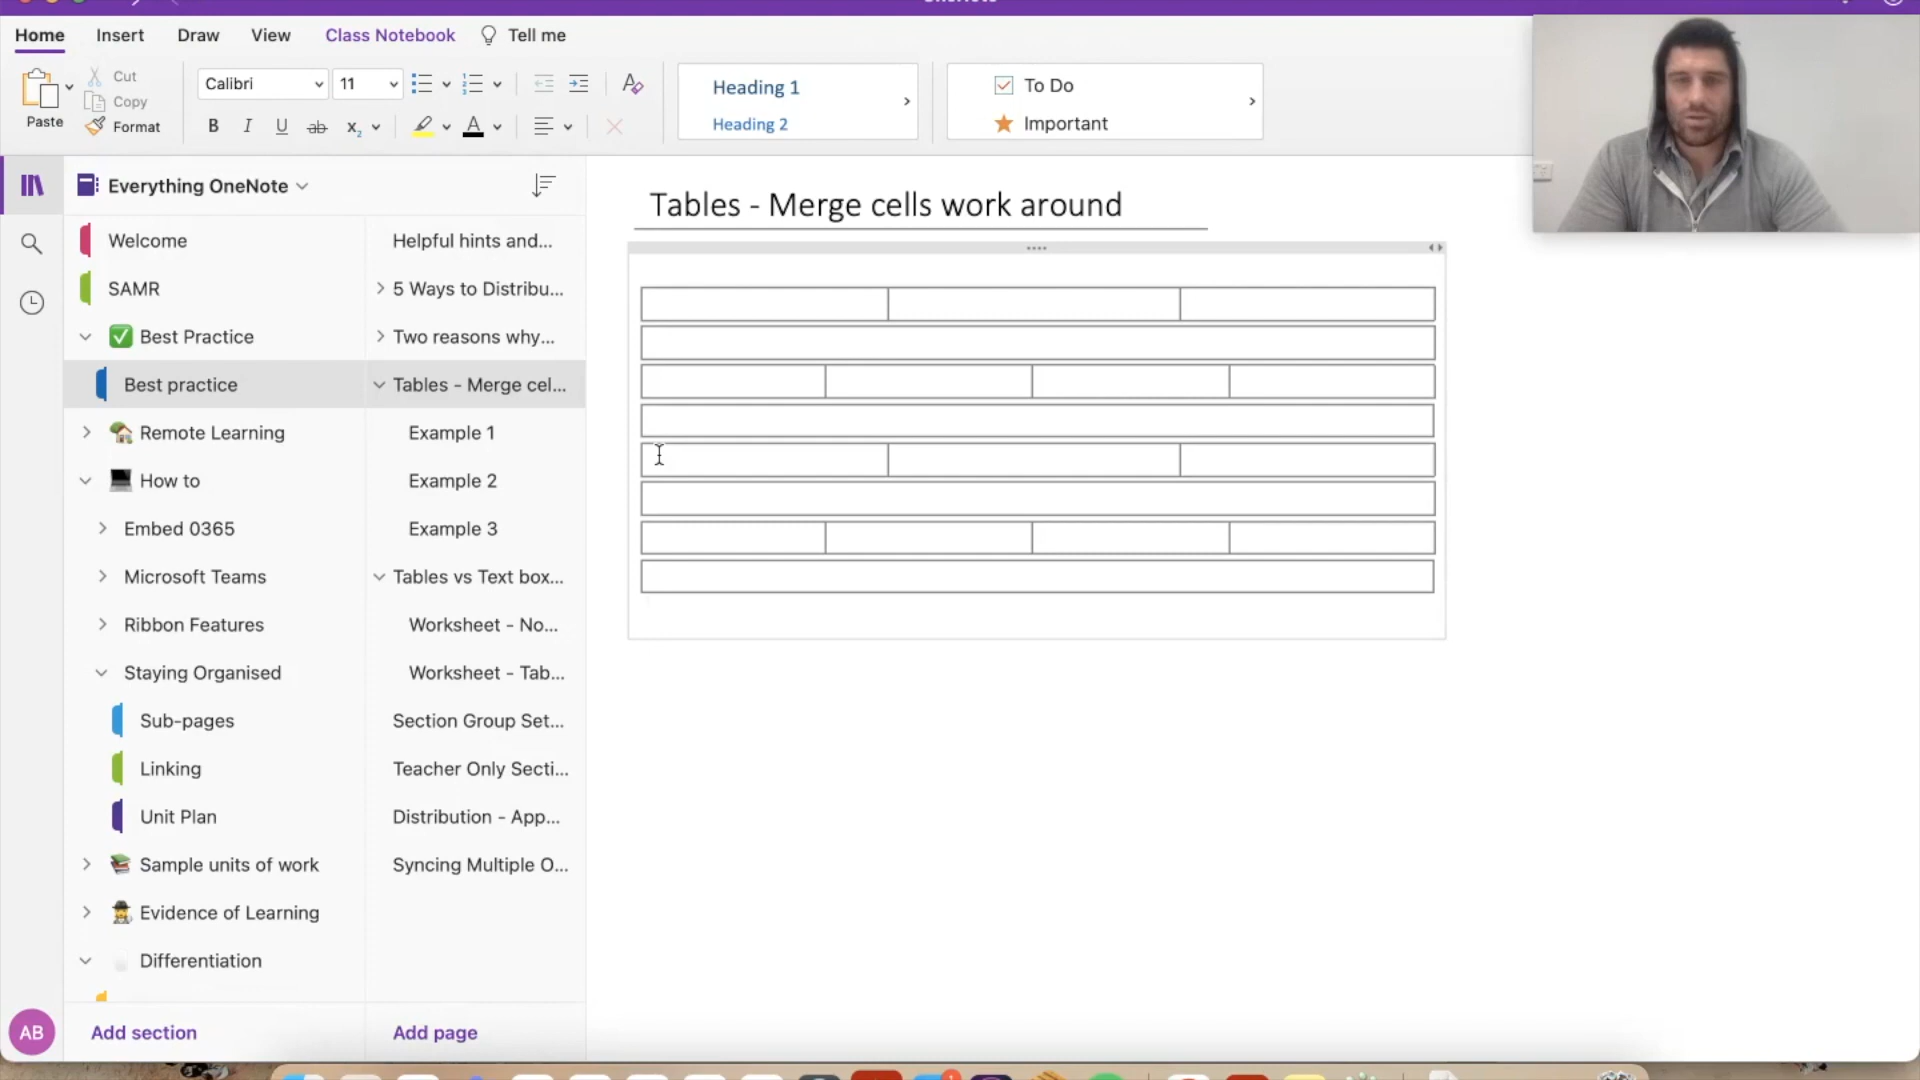 Home Insert Draw View Class Notebook Tell me
Paste
Cut
Copy
Format
Calibri 11
B I U ab x₂ A
Heading 1
Heading 2
To Do
Important
Everything OneNote
Welcome
SAMR
Best Practice
Best practice
Remote Learning
How to
Embed 0365
Microsoft Teams
Ribbon Features
Staying Organised
Sub-pages
Linking
Unit Plan
Sample units of work
Evidence of Learning
Differentiation
Add section
Helpful hints and...
5 Ways to Distribu...
Two reasons why...
Tables - Merge cel...
Example 1
Example 2
Example 3
Tables vs Text box...
Worksheet - No...
Worksheet - Tab...
Section Group Set...
Teacher Only Secti...
Distribution - App...
Syncing Multiple O...
Add page
Tables - Merge cells work around
AB